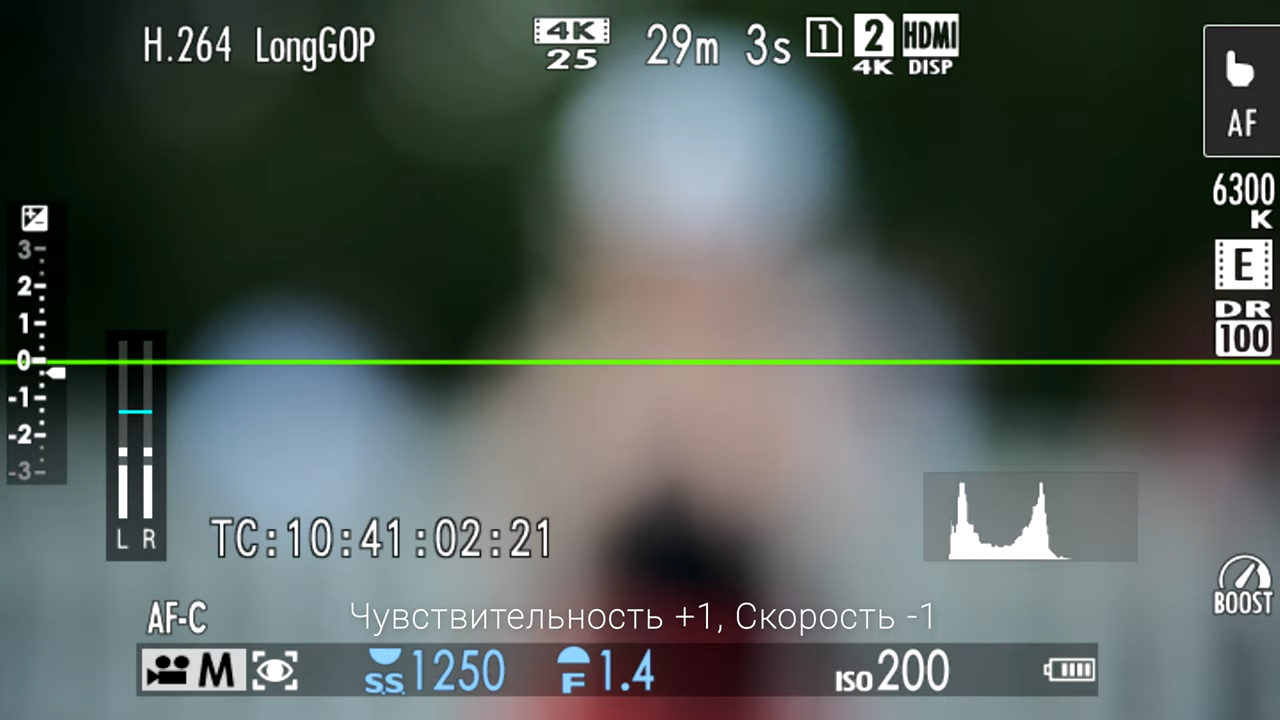 H.264 LongGOP 4K 25 29m 3s 1 2 4K HDMI DISP
AF
6300 K
E
DR 100
3
2
1
0
-1
-2
-3
L R
TC:10:41:02:21
BOOST
AF-C
Чувствительность +1, Скорость -1
M SS 1250 F 1.4 ISO 200